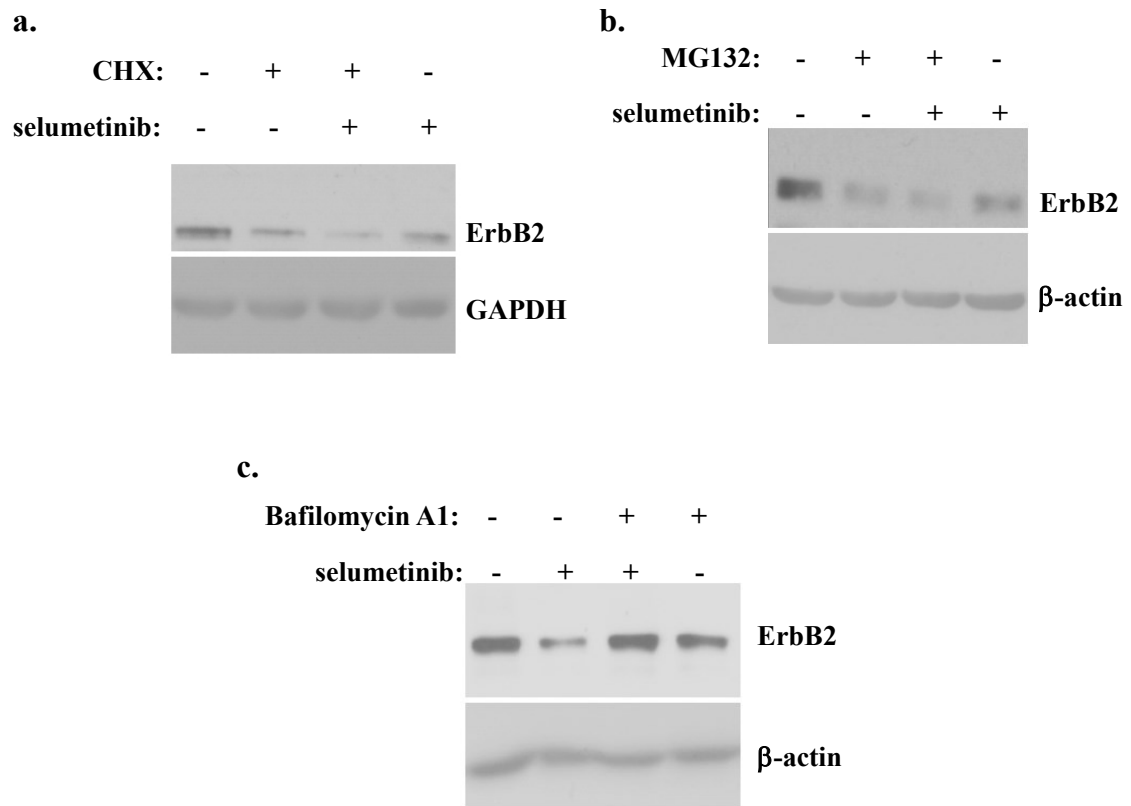 a.
CHX: - + + -
selumetinib: - - + +
ErbB2
GAPDH
b.
MG132: - + + -
selumetinib: - - + +
ErbB2
β-actin
c.
Bafilomycin A1: - - + +
selumetinib: - + + -
ErbB2
β-actin